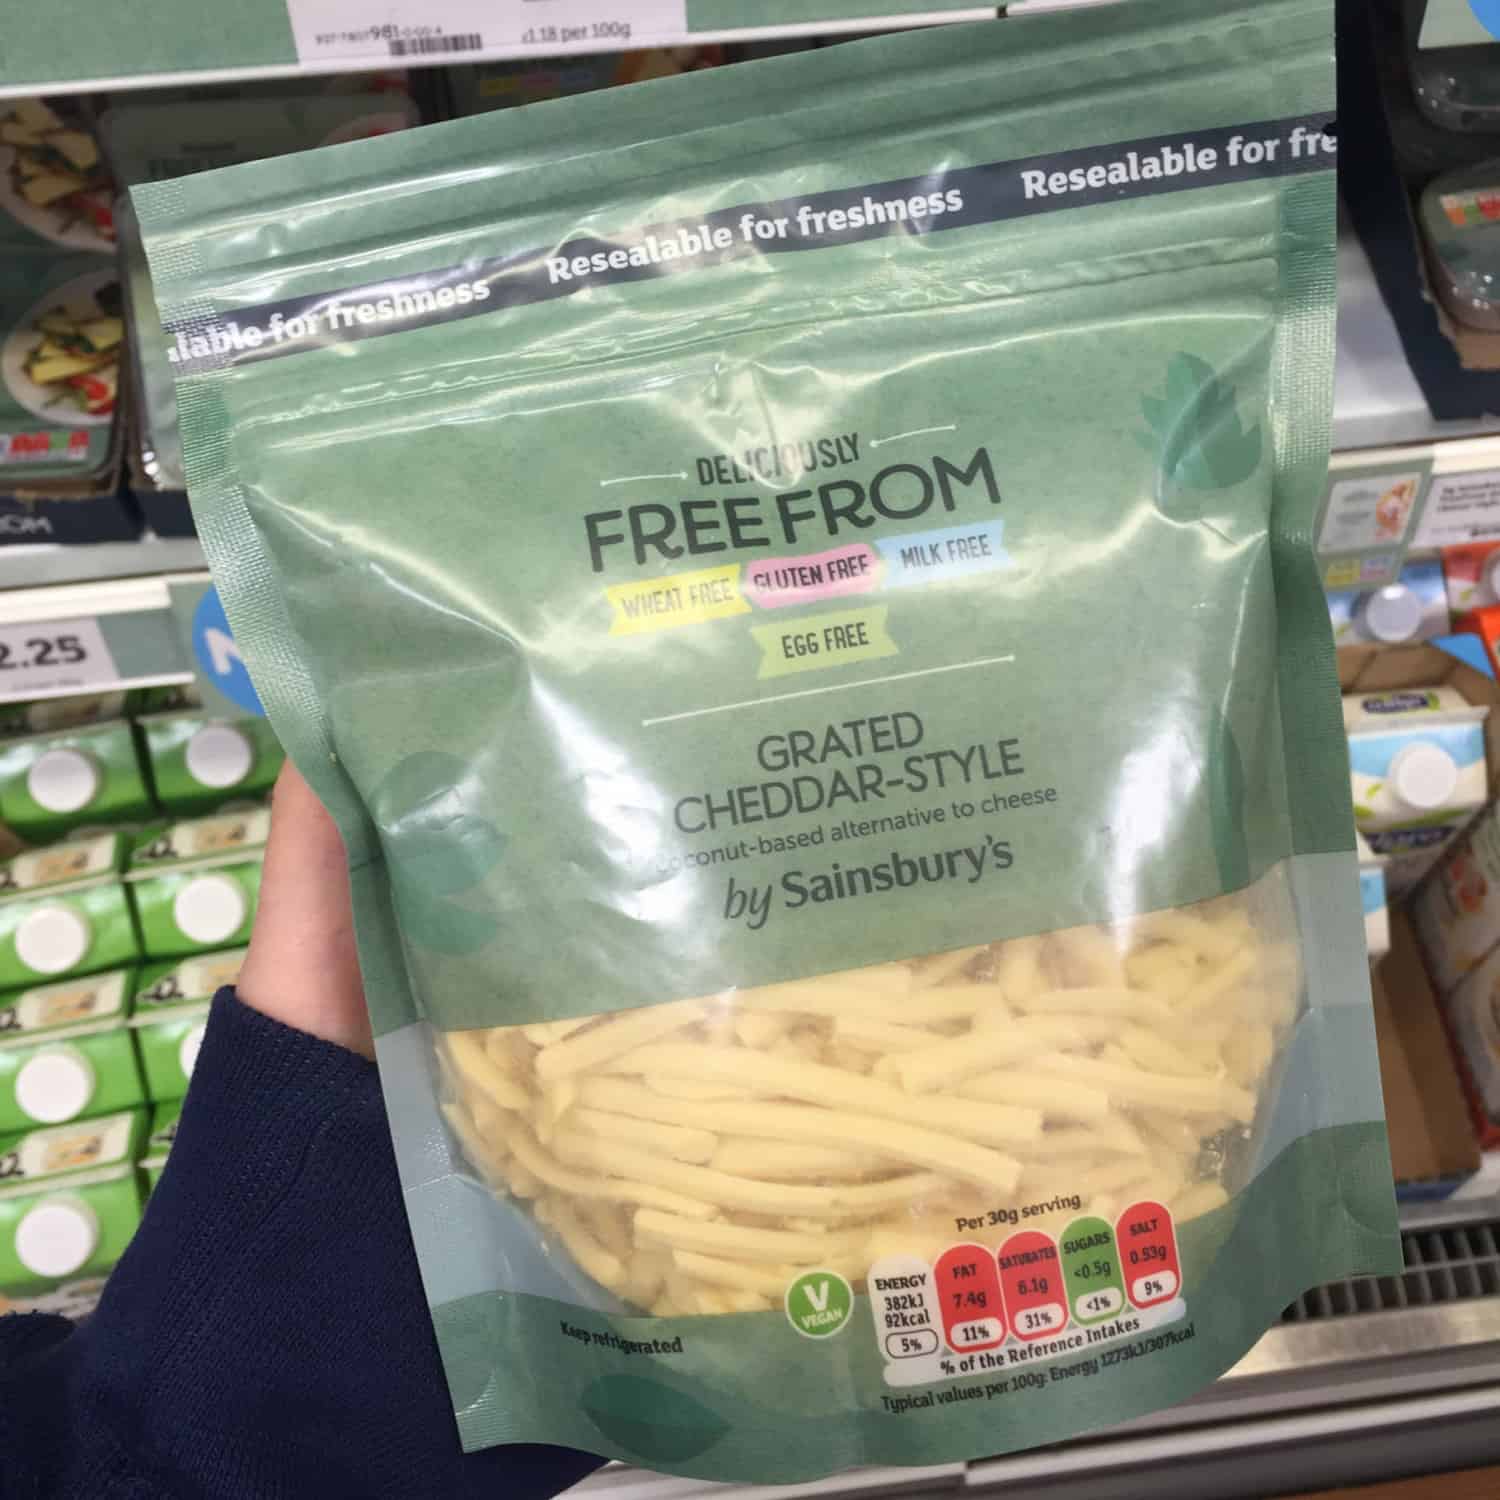 981
£1.18 per 100g
Resealable for fre
Resealable for freshness
alable for freshness
DELICIOUSLY
FREE FROM
WHEAT FREE GLUTEN FREE MILK FREE
EGG FREE
GRATED
CHEDDAR-STYLE
coconut-based alternative to cheese
by Sainsbury's
2.25
Per 30g serving
ENERGY 382kJ 92kcal 5%
FAT 7.4g 11%
SATURATES 6.1g 31%
SUGARS <0.5g <1%
SALT 0.53g 9%
% of the Reference Intakes
Typical values per 100g: Energy 1273kJ/307kcal
V
VEGAN
Keep refrigerated